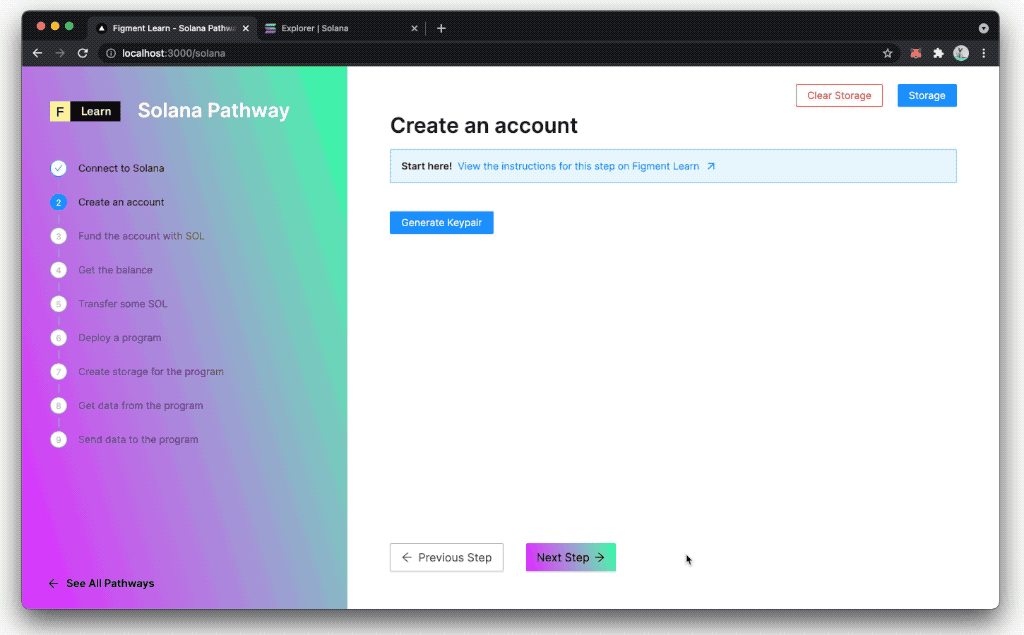 Figment Learn - Solana Pathwa
Explorer | Solana
localhost:3000/solana
F Learn
Solana Pathway
Connect to Solana
2 Create an account
3 Fund the account with SOL
4 Get the balance
5 Transfer some SOL
6 Deploy a program
7 Create storage for the program
8 Get data from the program
9 Send data to the program
See All Pathways
Clear Storage
Storage
Create an account
Start here! View the instructions for this step on Figment Learn
Generate Keypair
Previous Step
Next Step